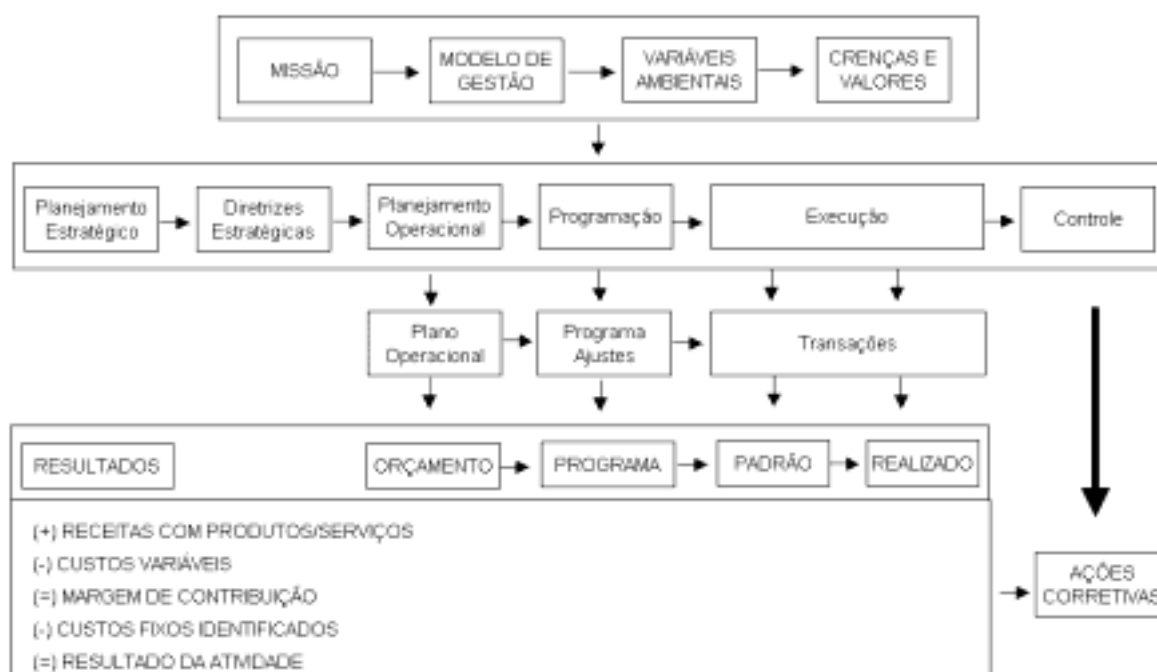 MISSÃO
MODELO DE
GESTÃO
VARIÁVEIS
AMBIENTAIS
CRENÇAS E
VALORES
Planejamento
Estratégico
Diretrizes
Estratégicas
Planejamento
Operacional
Programação
Execução
Controle
Plano
Operacional
Programa
Ajustes
Transações
RESULTADOS
ORÇAMENTO
PROGRAMA
PADRÃO
REALIZADO
(+) RECEITAS COM PRODUTOS/SERVIÇOS
(-) CUSTOS VARIÁVEIS
(=) MARGEM DE CONTRIBUIÇÃO
(-) CUSTOS FIXOS IDENTIFICADOS
(=) RESULTADO DA ATIVIDADE
AÇÕES
CORRETIVAS